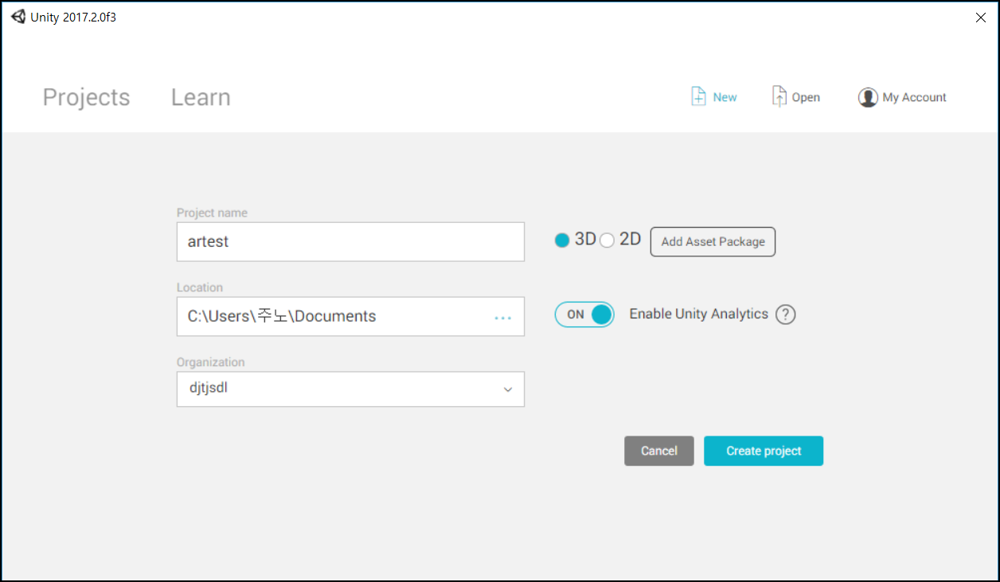 Unity 2017.2.0f3
Projects Learn New Open My Account
Project name
artest
3D 2D Add Asset Package
Location
C:\Users\주노\Documents ...
ON Enable Unity Analytics ?
Organization
djtjsdl
Cancel Create project